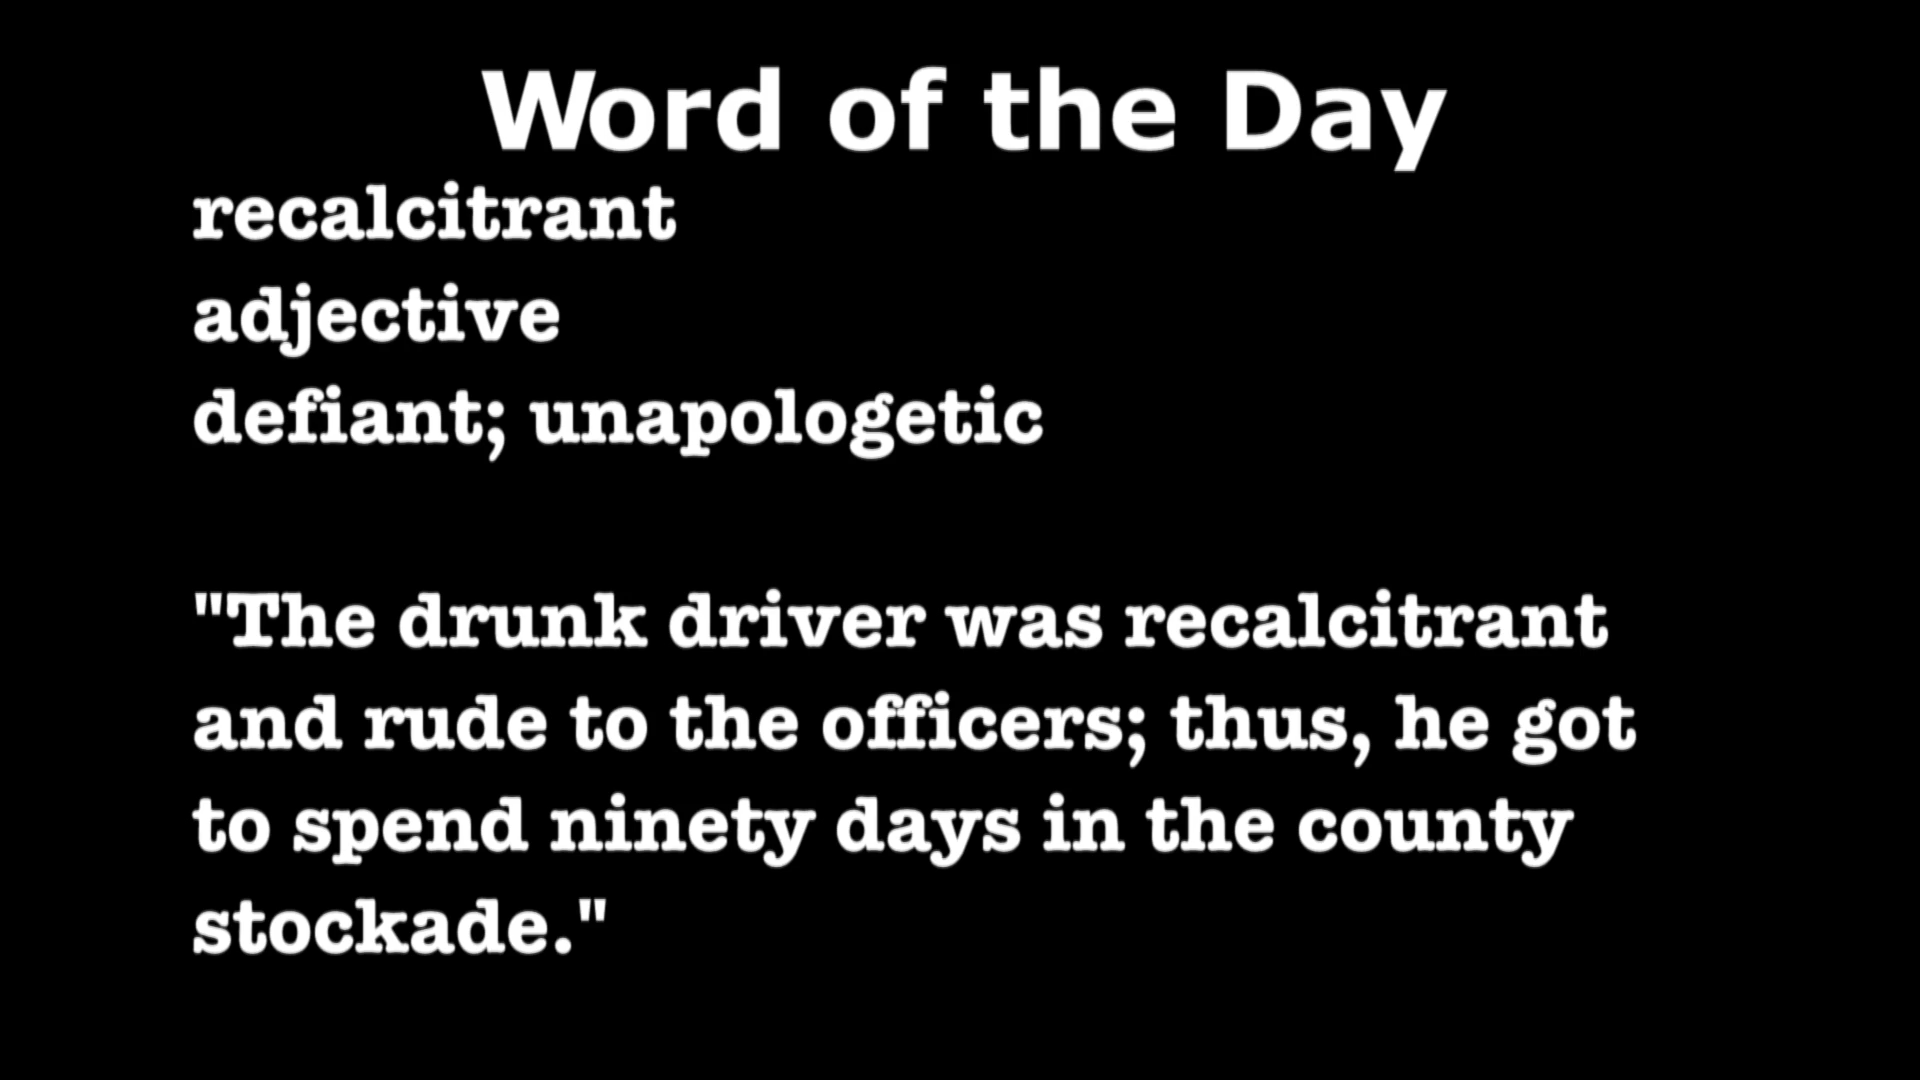 Word of the Day
recalcitrant
adjective
defiant; unapologetic
"The drunk driver was recalcitrant
and rude to the officers; thus, he got
to spend ninety days in the county
stockade."